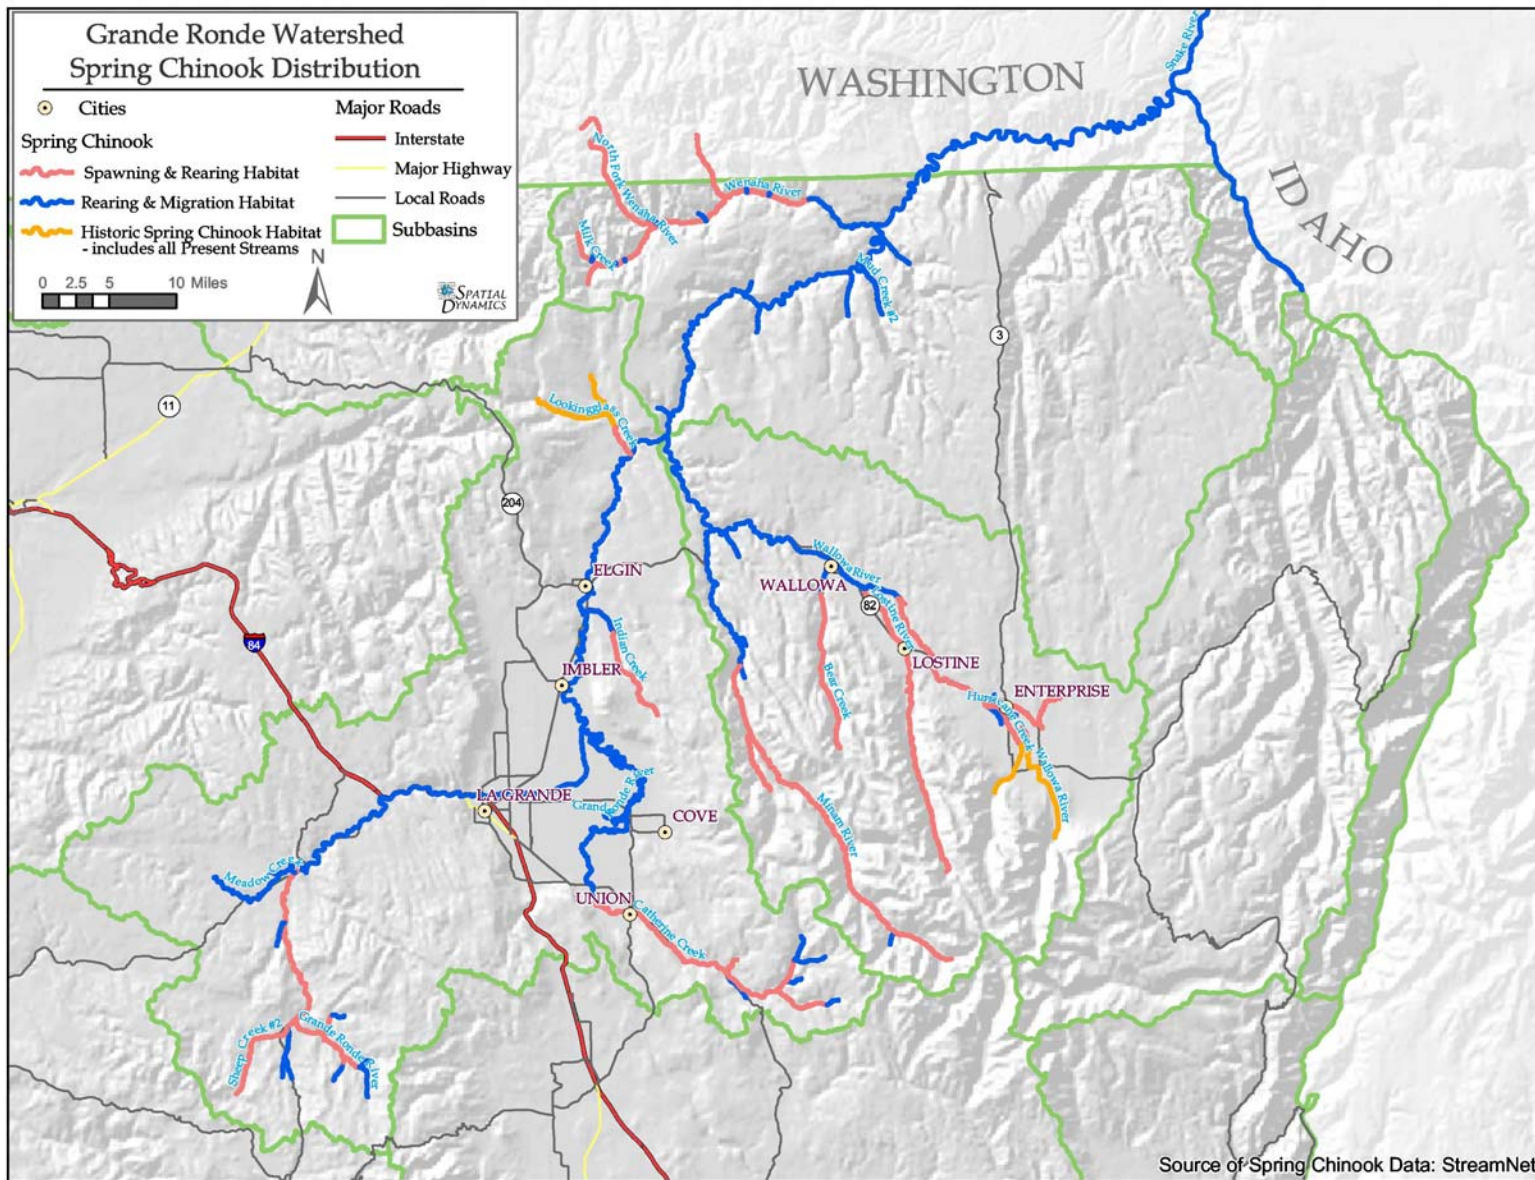 Grande Ronde Watershed
Spring Chinook Distribution
Cities
Spring Chinook
Spawning & Rearing Habitat
Rearing & Migration Habitat
Historic Spring Chinook Habitat
- includes all Present Streams
Major Roads
Interstate
Major Highway
Local Roads
Subbasins
0 2.5 5 10 Miles
N
SPATIAL
DYNAMICS
WASHINGTON
IDAHO
Snake River
North Fork Wenaha River
Wenaha River
Milk Creek
Mud Creek #2
3
11
Lookingglass Creek
204
ELGIN
Wallowa River
WALLOWA
82
Lostine River
84
Indian Creek
IMBLER
LOSTINE
Bear Creek
ENTERPRISE
Hurricane Creek
Wallowa River
LA GRANDE
Grande Ronde River
COVE
Minam River
Meadow Creek
UNION
Catherine Creek
Sheep Creek #2
Grande Ronde River
Source of Spring Chinook Data: StreamNet